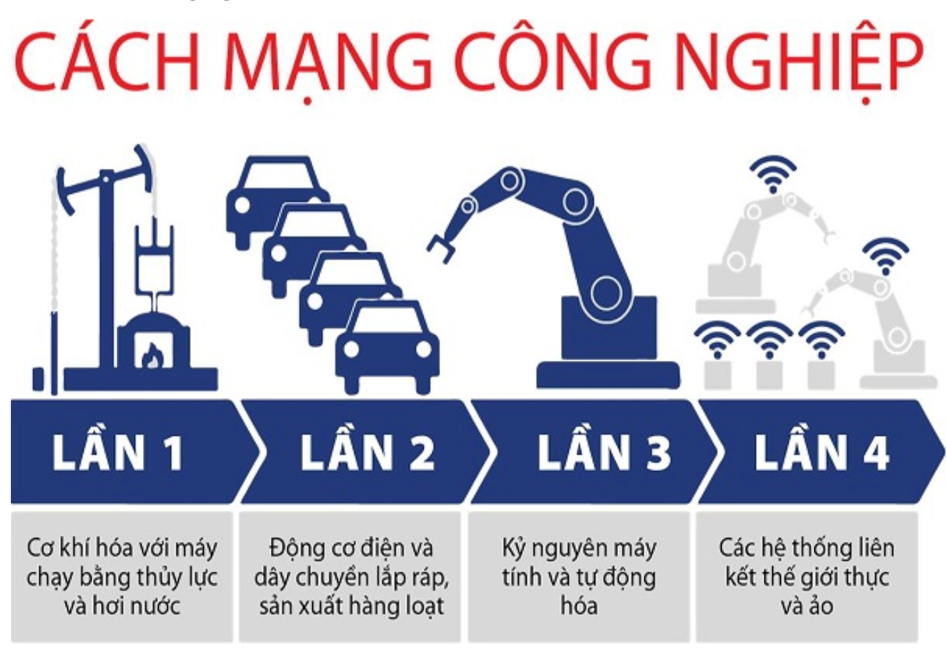 CÁCH MẠNG CÔNG NGHIỆP
LẦN 1
LẦN 2
LẦN 3
LẦN 4
Cơ khí hóa với máy
chạy bằng thủy lực
và hơi nước
Động cơ điện và
dây chuyền lắp ráp,
sản xuất hàng loạt
Kỷ nguyên máy
tính và tự động
hóa
Các hệ thống liên
kết thế giới thực
và ảo